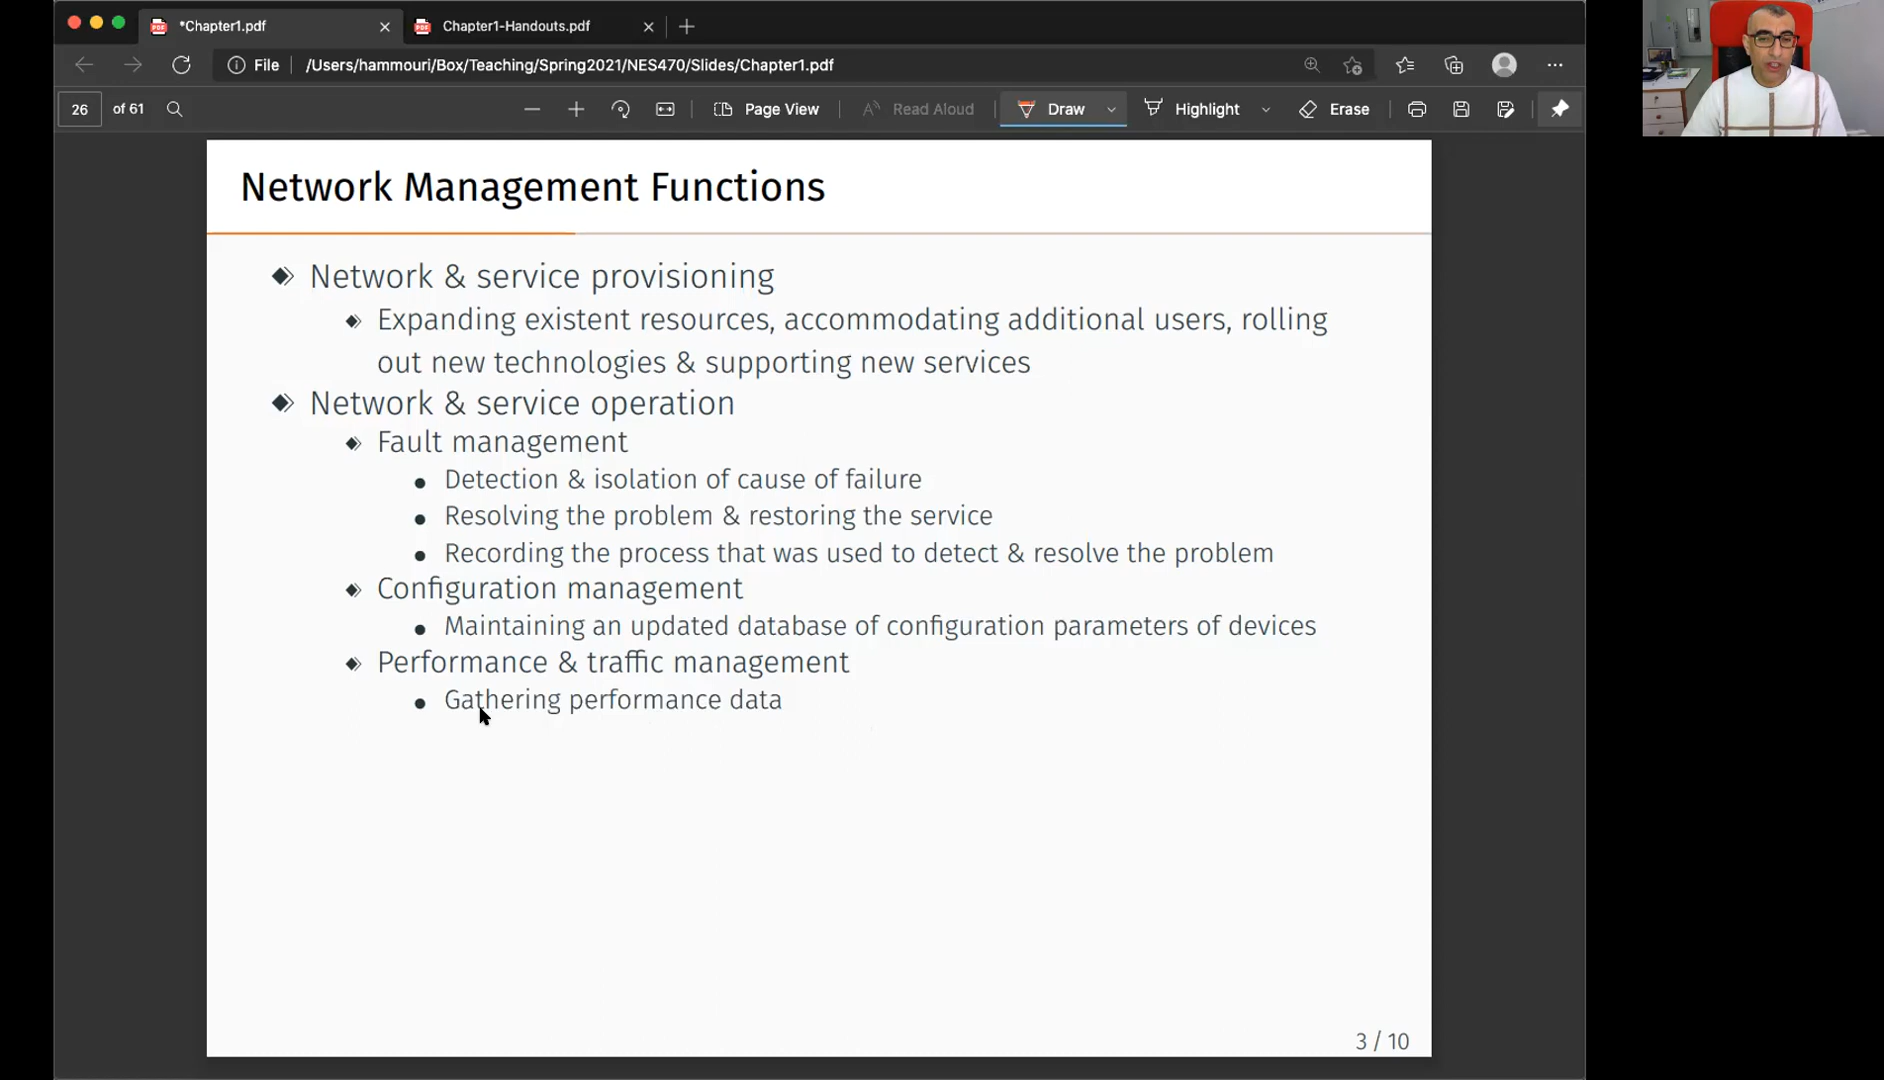 *Chapter1.pdf
Chapter1-Handouts.pdf
File
/Users/hammouri/Box/Teaching/Spring2021/NES470/Slides/Chapter1.pdf
26 of 61
Page View
Read Aloud
Draw
Highlight
Erase
Network Management Functions
Network & service provisioning
Expanding existent resources, accommodating additional users, rolling
out new technologies & supporting new services
Network & service operation
Fault management
Detection & isolation of cause of failure
Resolving the problem & restoring the service
Recording the process that was used to detect & resolve the problem
Configuration management
Maintaining an updated database of configuration parameters of devices
Performance & traffic management
Gathering performance data
3 / 10